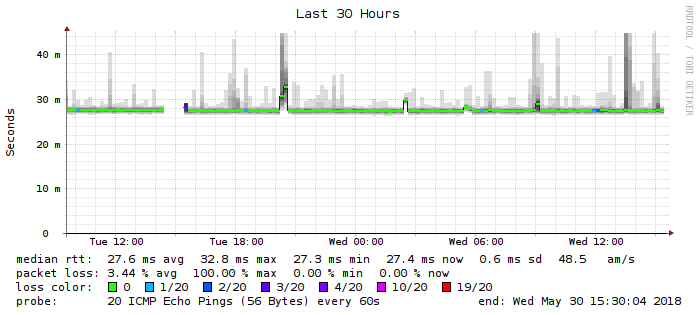 Last 30 Hours
RRDTOOL / TOBI OETIKER
Seconds
40 m
30 m
20 m
10 m
0
Tue 12:00 Tue 18:00 Wed 00:00 Wed 06:00 Wed 12:00
median rtt: 27.6 ms avg 32.8 ms max 27.3 ms min 27.4 ms now 0.6 ms sd 48.5 am/s
packet loss: 3.44 % avg 100.00 % max 0.00 % min 0.00 % now
loss color: 0 1/20 2/20 3/20 4/20 10/20 19/20
probe: 20 ICMP Echo Pings (56 Bytes) every 60s end: Wed May 30 15:30:04 2018